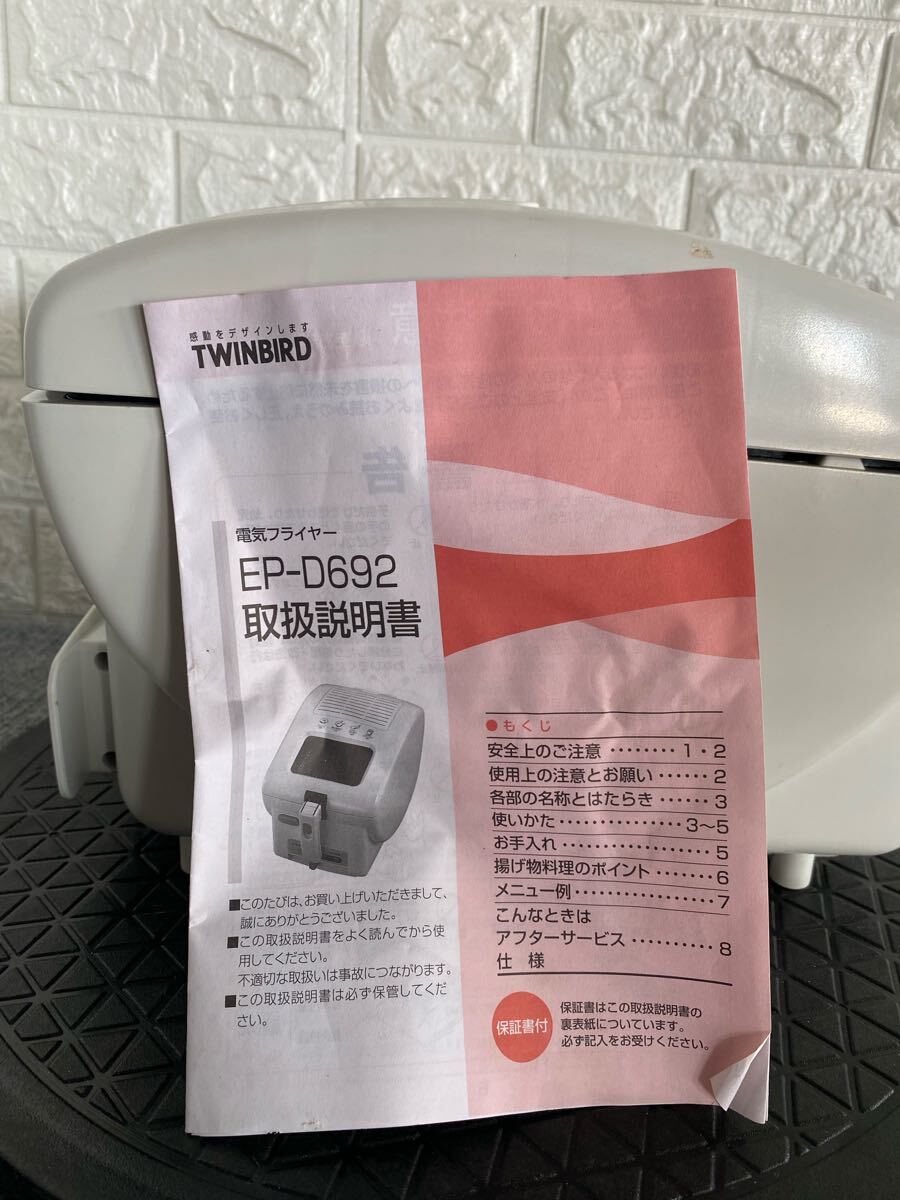 感動をデザインします
TWINBIRD
電気フライヤー
EP-D692
取扱説明書
■このたびは、お買い上げいただきまして、
誠にありがとうございました。
■この取扱説明書をよく読んでから使
用してください。
不適切な取扱いは事故につながります。
■この取扱説明書は必ず保管してくだ
さい。
●もくじ
安全上のご注意 ‥‥‥‥ 1・2
使用上の注意とお願い ‥‥‥ 2
各部の名称とはたらき ‥‥‥ 3
使いかた ‥‥‥‥‥‥‥ 3〜5
お手入れ ‥‥‥‥‥‥‥‥‥ 5
揚げ物料理のポイント ‥‥‥ 6
メニュー例 ‥‥‥‥‥‥‥‥ 7
こんなときは
アフターサービス ‥‥‥‥‥ 8
仕 様
保証書付
保証書はこの取扱説明書の
裏表紙についています。
必ず記入をお受けください。